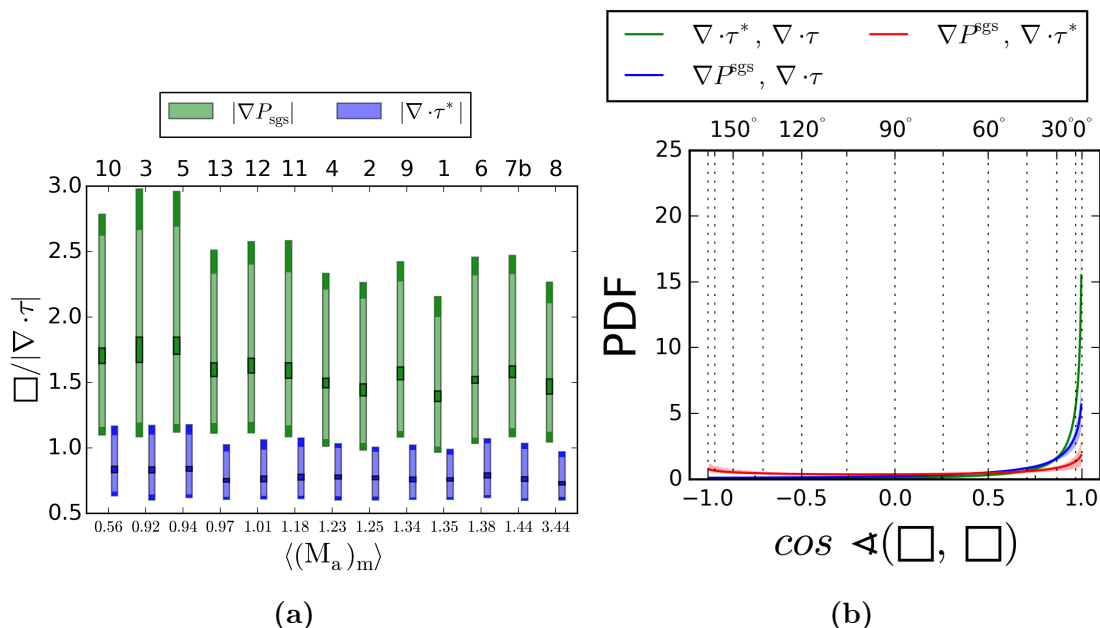 |∇P_sgs| |∇·τ*|
10 3 5 13 12 11 4 2 9 1 6 7b 8
3.0
2.5
2.0
1.5
1.0
0.5
□/|∇·τ|
0.56 0.92 0.94 0.97 1.01 1.18 1.23 1.25 1.34 1.35 1.38 1.44 3.44
⟨(M_a)_m⟩
(a)
∇·τ*, ∇·τ ∇P^sgs, ∇·τ*
∇P^sgs, ∇·τ
150° 120° 90° 60° 30° 0°
25
20
15
10
5
0
PDF
−1.0 −0.5 0.0 0.5 1.0
cos ∢(□, □)
(b)